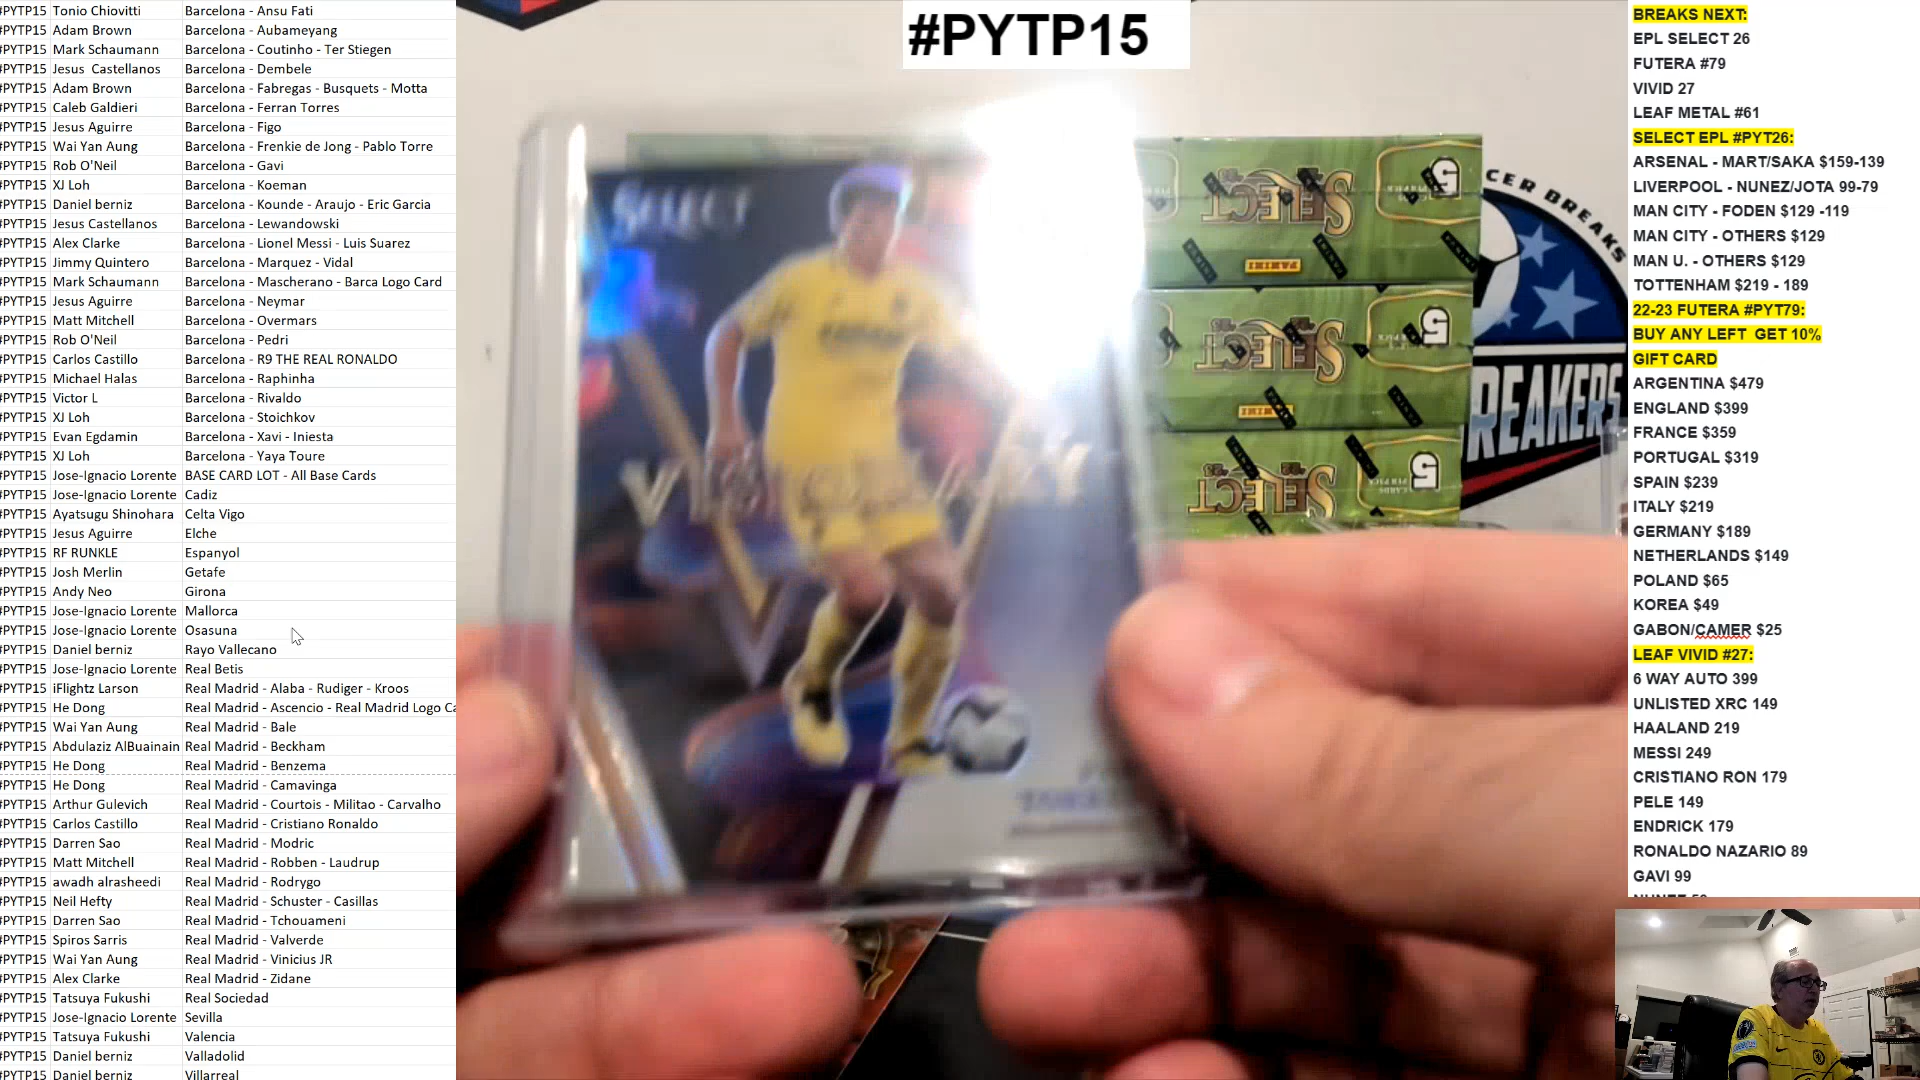 #PYTP15 Tonio Chiovitti Barcelona - Ansu Fati
#PYTP15 Adam Brown Barcelona - Aubameyang
#PYTP15 Mark Schaumann Barcelona - Coutinho - Ter Stiegen
#PYTP15 Jesus Castellanos Barcelona - Dembele
#PYTP15 Adam Brown Barcelona - Fabregas - Busquets - Motta
#PYTP15 Caleb Galdieri Barcelona - Ferran Torres
#PYTP15 Jesus Aguirre Barcelona - Figo
#PYTP15 Wai Yan Aung Barcelona - Frenkie de Jong - Pablo Torre
#PYTP15 Rob O'Neil Barcelona - Gavi
#PYTP15 XJ Loh Barcelona - Koeman
#PYTP15 Daniel berniz Barcelona - Kounde - Araujo - Eric Garcia
#PYTP15 Jesus Castellanos Barcelona - Lewandowski
#PYTP15 Alex Clarke Barcelona - Lionel Messi - Luis Suarez
#PYTP15 Jimmy Quintero Barcelona - Marquez - Vidal
#PYTP15 Mark Schaumann Barcelona - Mascherano - Barca Logo Card
#PYTP15 Jesus Aguirre Barcelona - Neymar
#PYTP15 Matt Mitchell Barcelona - Overmars
#PYTP15 Rob O'Neil Barcelona - Pedri
#PYTP15 Carlos Castillo Barcelona - R9 THE REAL RONALDO
#PYTP15 Michael Halas Barcelona - Raphinha
#PYTP15 Victor L Barcelona - Rivaldo
#PYTP15 XJ Loh Barcelona - Stoichkov
#PYTP15 Evan Egdamin Barcelona - Xavi - Iniesta
#PYTP15 XJ Loh Barcelona - Yaya Toure
#PYTP15 Jose-Ignacio Lorente BASE CARD LOT - All Base Cards
#PYTP15 Jose-Ignacio Lorente Cadiz
#PYTP15 Ayatsugu Shinohara Celta Vigo
#PYTP15 Jesus Aguirre Elche
#PYTP15 RF RUNKLE Espanyol
#PYTP15 Josh Merlin Getafe
#PYTP15 Andy Neo Girona
#PYTP15 Jose-Ignacio Lorente Mallorca
#PYTP15 Jose-Ignacio Lorente Osasuna
#PYTP15 Daniel berniz Rayo Vallecano
#PYTP15 Jose-Ignacio Lorente Real Betis
#PYTP15 iFlightz Larson Real Madrid - Alaba - Rudiger - Kroos
#PYTP15 He Dong Real Madrid - Ascencio - Real Madrid Logo Ca
#PYTP15 Wai Yan Aung Real Madrid - Bale
#PYTP15 Abdulaziz AlBuainain Real Madrid - Beckham
#PYTP15 He Dong Real Madrid - Benzema
#PYTP15 He Dong Real Madrid - Camavinga
#PYTP15 Arthur Gulevich Real Madrid - Courtois - Militao - Carvalho
#PYTP15 Carlos Castillo Real Madrid - Cristiano Ronaldo
#PYTP15 Darren Sao Real Madrid - Modric
#PYTP15 Matt Mitchell Real Madrid - Robben - Laudrup
#PYTP15 awadh alrasheedi Real Madrid - Rodrygo
#PYTP15 Neil Hefty Real Madrid - Schuster - Casillas
#PYTP15 Darren Sao Real Madrid - Tchouameni
#PYTP15 Spiros Sarris Real Madrid - Valverde
#PYTP15 Wai Yan Aung Real Madrid - Vinicius JR
#PYTP15 Alex Clarke Real Madrid - Zidane
#PYTP15 Tatsuya Fukushi Real Sociedad
#PYTP15 Jose-Ignacio Lorente Sevilla
#PYTP15 Tatsuya Fukushi Valencia
#PYTP15 Daniel berniz Valladolid
#PYTP15 Daniel berniz Villarreal
#PYTP15
SELECT
SELECT
5
PANINI
SELECT
5
PANINI
SELECT
5
CER BREAKS
REAKERS
BREAKS NEXT:
EPL SELECT 26
FUTERA #79
VIVID 27
LEAF METAL #61
SELECT EPL #PYT26:
ARSENAL - MART/SAKA $159-139
LIVERPOOL - NUNEZ/JOTA 99-79
MAN CITY - FODEN $129 -119
MAN CITY - OTHERS $129
MAN U. - OTHERS $129
TOTTENHAM $219 - 189
22-23 FUTERA #PYT79:
BUY ANY LEFT GET 10%
GIFT CARD
ARGENTINA $479
ENGLAND $399
FRANCE $359
PORTUGAL $319
SPAIN $239
ITALY $219
GERMANY $189
NETHERLANDS $149
POLAND $65
KOREA $49
GABON/CAMER $25
LEAF VIVID #27:
6 WAY AUTO 399
UNLISTED XRC 149
HAALAND 219
MESSI 249
CRISTIANO RON 179
PELE 149
ENDRICK 179
RONALDO NAZARIO 89
GAVI 99